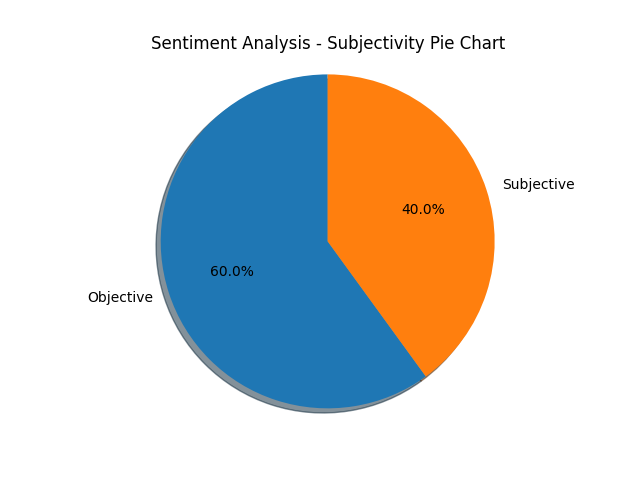 Sentiment Analysis - Subjectivity Pie Chart
Subjective
40.0%
60.0%
Objective